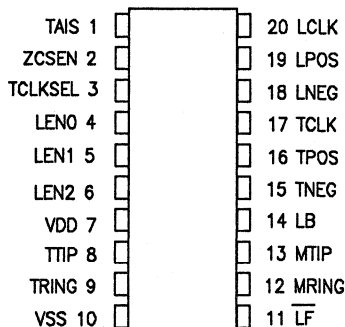 TAIS 1 20 LCLK
ZCSEN 2 19 LPOS
TCLKSEL 3 18 LNEG
LEN0 4 17 TCLK
LEN1 5 16 TPOS
LEN2 6 15 TNEG
VDD 7 14 LB
TTIP 8 13 MTIP
TRING 9 12 MRING
VSS 10 11 L̅F̅